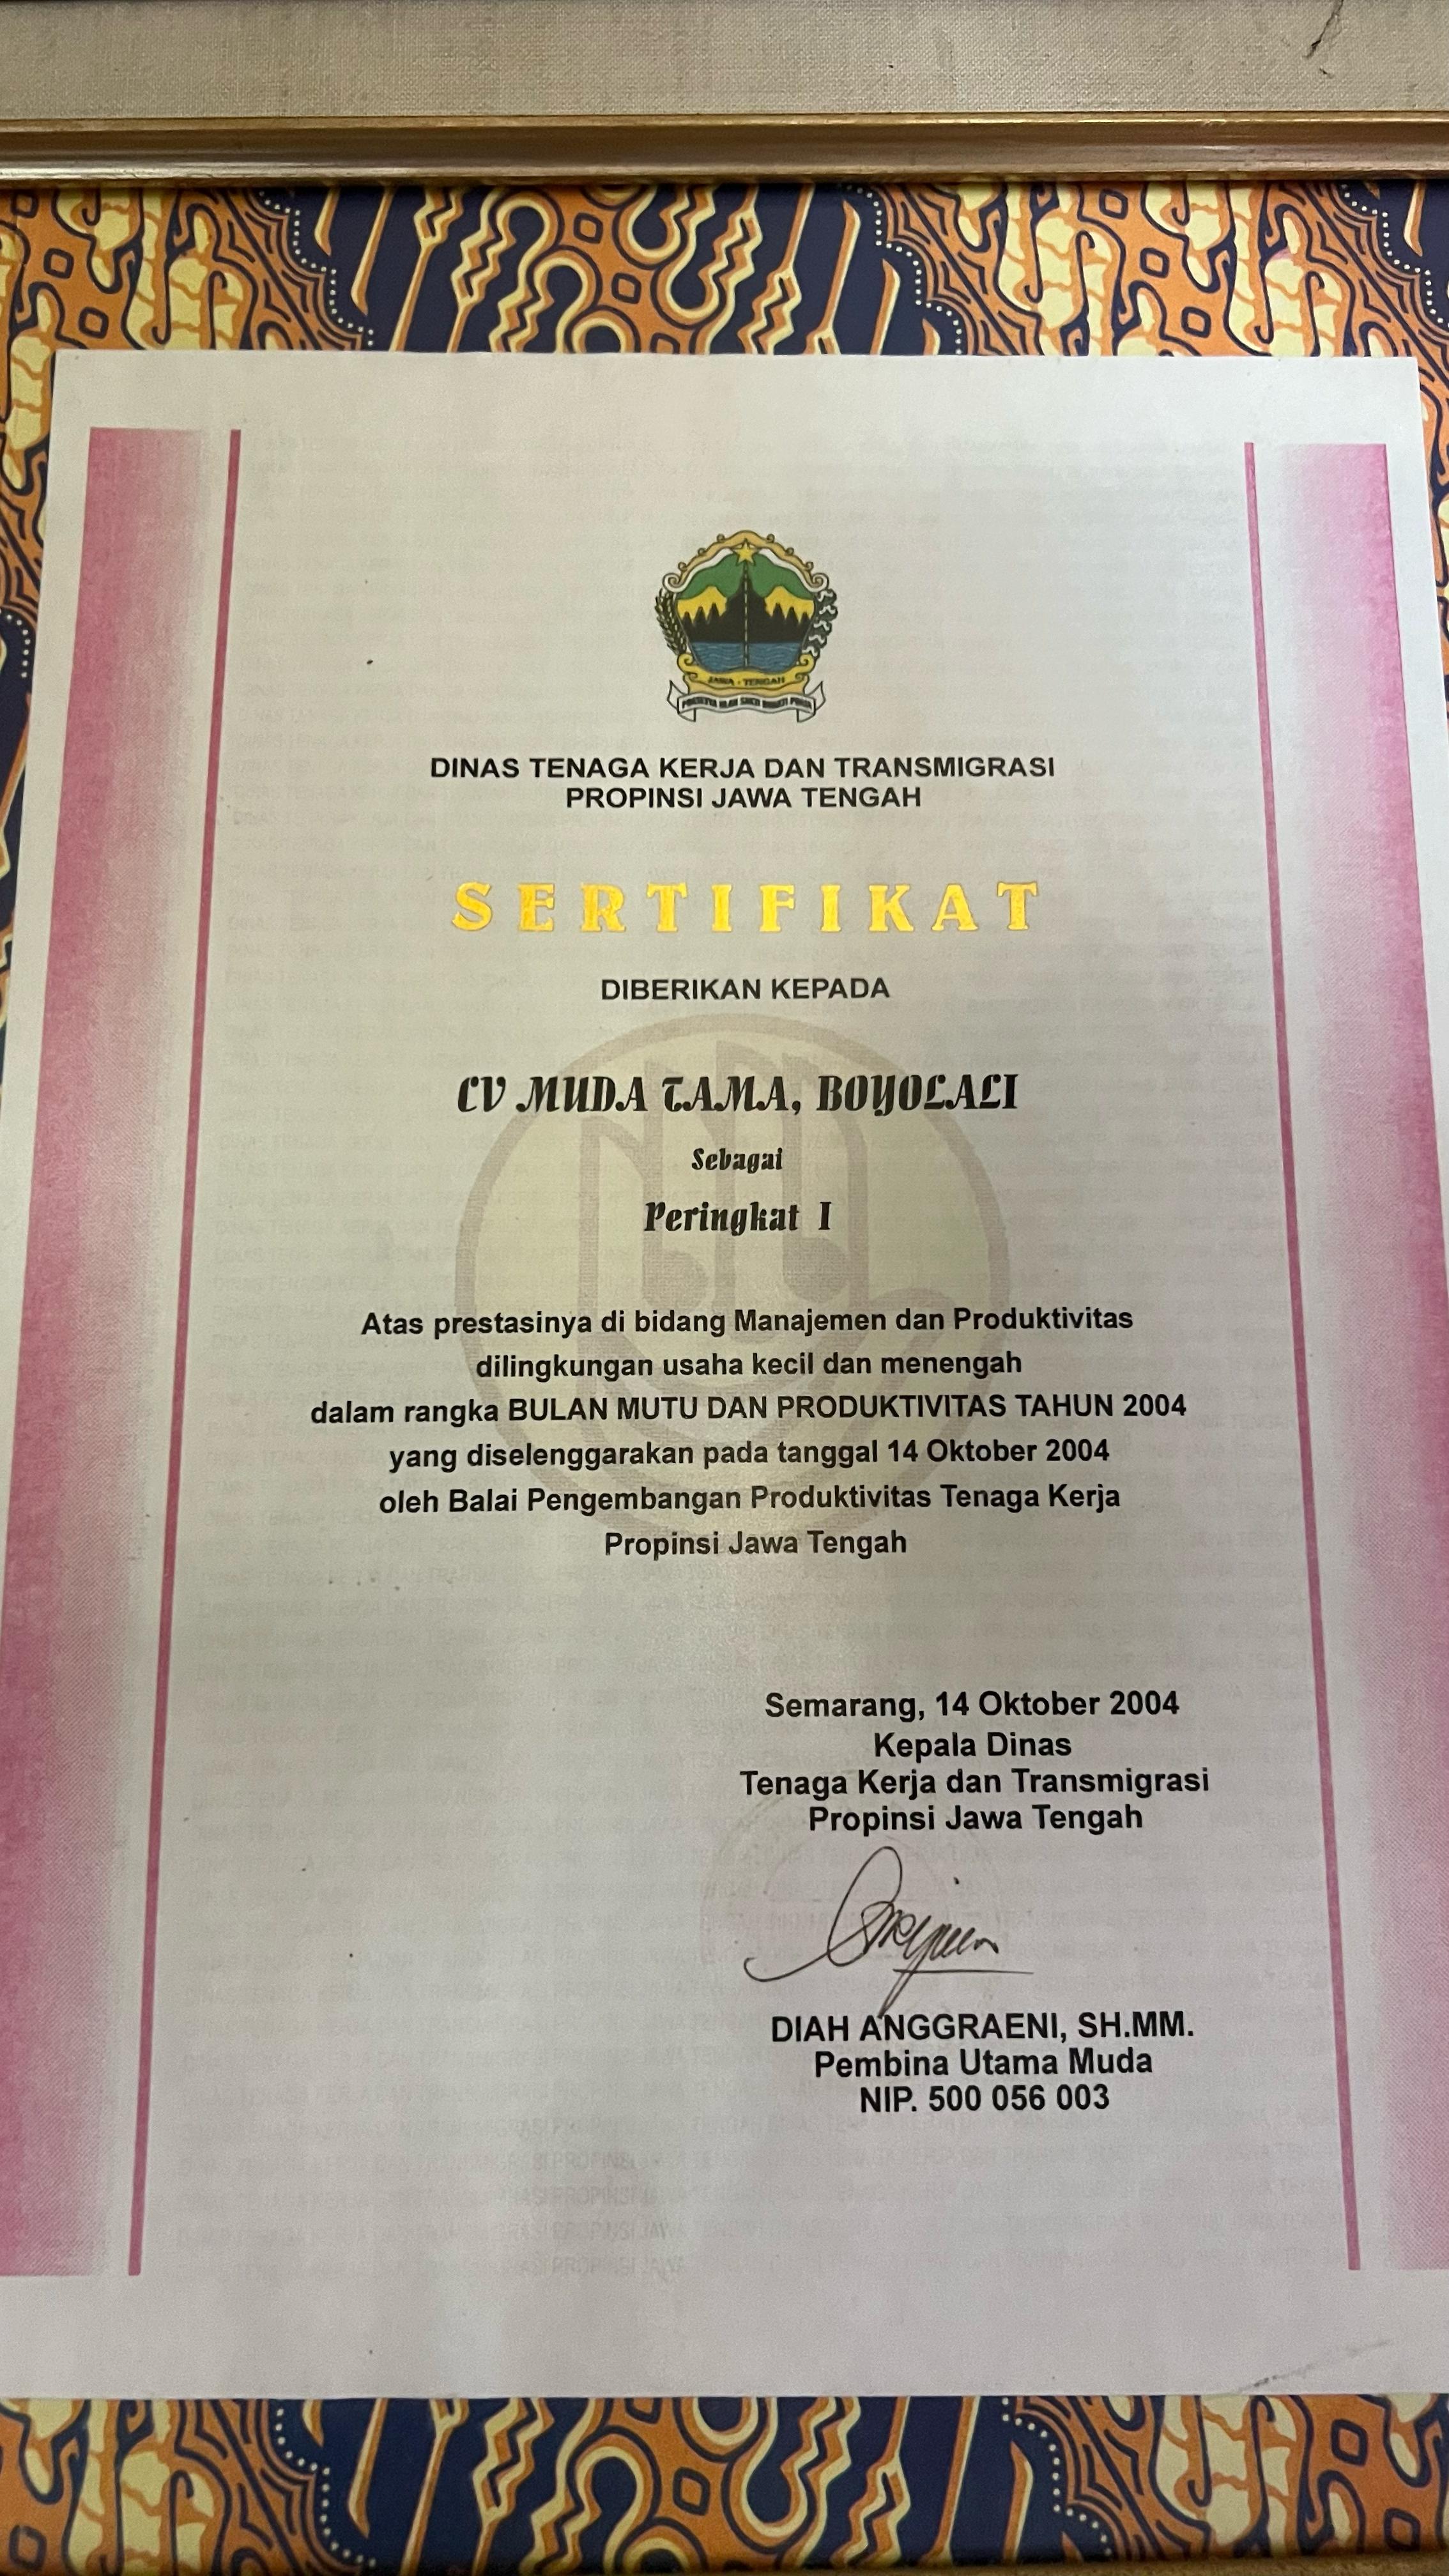 JAWA - TENGAH
DINAS TENAGA KERJA DAN TRANSMIGRASI
PROPINSI JAWA TENGAH
SERTIFIKAT
DIBERIKAN KEPADA
CV MUDA TAMA, BOYOLALI
Sebagai
Peringkat I
Atas prestasinya di bidang Manajemen dan Produktivitas
dilingkungan usaha kecil dan menengah
dalam rangka BULAN MUTU DAN PRODUKTIVITAS TAHUN 2004
yang diselenggarakan pada tanggal 14 Oktober 2004
oleh Balai Pengembangan Produktivitas Tenaga Kerja
Propinsi Jawa Tengah
Semarang, 14 Oktober 2004
Kepala Dinas
Tenaga Kerja dan Transmigrasi
Propinsi Jawa Tengah
DIAH ANGGRAENI, SH.MM.
Pembina Utama Muda
NIP. 500 056 003